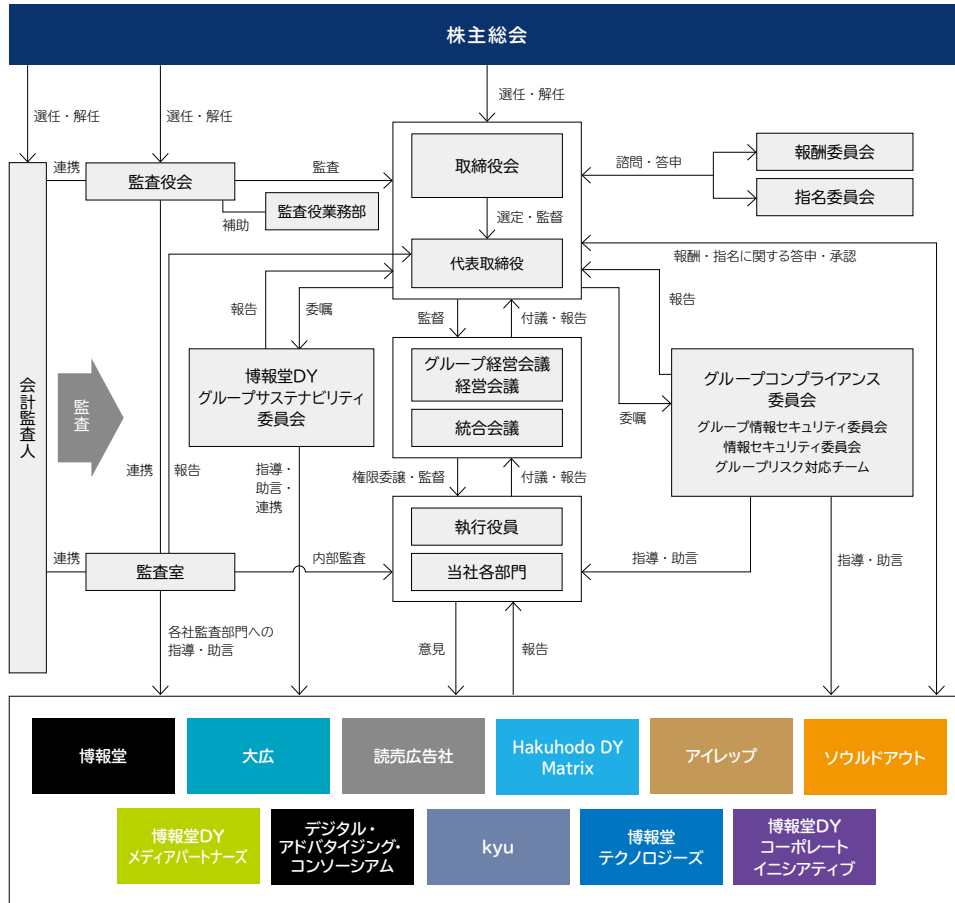 株主総会
選任・解任
選任・解任
選任・解任
連携
監査役会
監査
取締役会
諮問・答申
報酬委員会
指名委員会
監査役業務部
補助
選定・監督
代表取締役
報酬・指名に関する答申・承認
報告
委嘱
監督
付議・報告
報告
会計監査人
監査
博報堂DY
グループサステナビリティ
委員会
グループ経営会議
経営会議
統合会議
委嘱
グループコンプライアンス
委員会
グループ情報セキュリティ委員会
情報セキュリティ委員会
グループリスク対応チーム
連携
報告
指導・
助言・
連携
権限委譲・監督
付議・報告
執行役員
当社各部門
連携
監査室
内部監査
指導・助言
指導・助言
各社監査部門への
指導・助言
意見
報告
博報堂
大広
読売広告社
Hakuhodo DY
Matrix
アイレップ
ソウルドアウト
博報堂DY
メディアパートナーズ
デジタル・
アドバタイジング・
コンソーシアム
kyu
博報堂
テクノロジーズ
博報堂DY
コーポレート
イニシアティブ